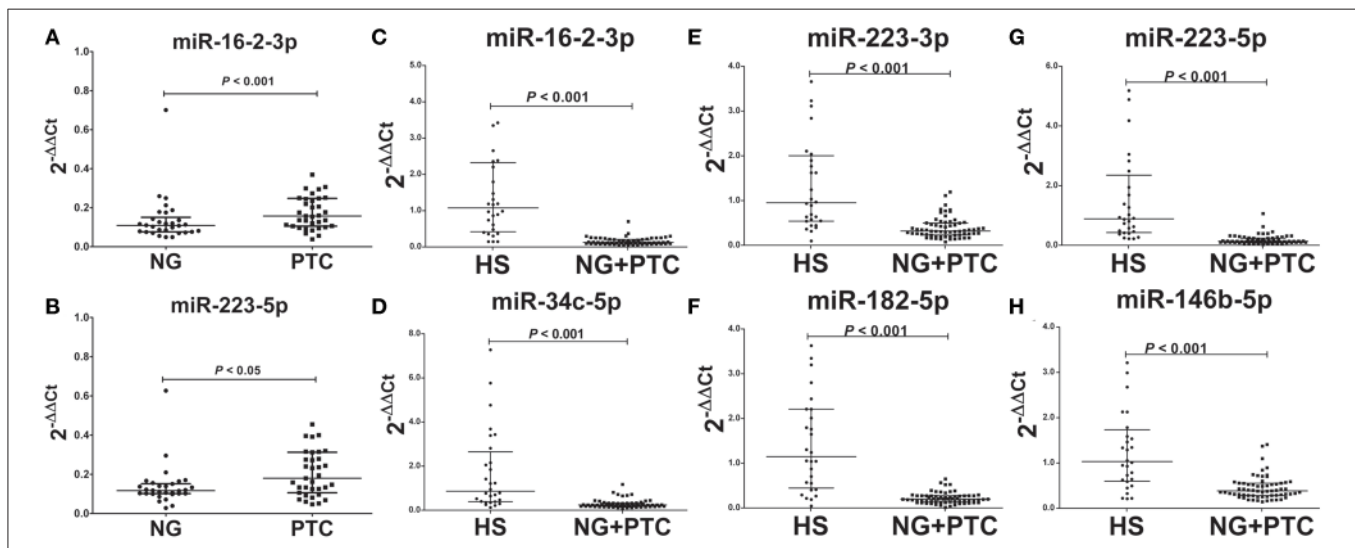 A
miR-16-2-3p
2^-ΔΔCt
1.0
0.8
0.6
0.4
0.2
0.0
P < 0.001
NG PTC
B
miR-223-5p
2^-ΔΔCt
1.0
0.8
0.6
0.4
0.2
0.0
P < 0.05
NG PTC
C
miR-16-2-3p
2^-ΔΔCt
5.0
4.0
3.0
2.0
1.0
0.0
P < 0.001
HS NG+PTC
D
miR-34c-5p
2^-ΔΔCt
8.0
6.0
4.0
2.0
0.0
P < 0.001
HS NG+PTC
E
miR-223-3p
2^-ΔΔCt
4.0
3.0
2.0
1.0
0.0
P < 0.001
HS NG+PTC
F
miR-182-5p
2^-ΔΔCt
4.0
3.0
2.0
1.0
0.0
P < 0.001
HS NG+PTC
G
miR-223-5p
2^-ΔΔCt
6.0
4.0
2.0
0.0
P < 0.001
HS NG+PTC
H
miR-146b-5p
2^-ΔΔCt
4.0
3.0
2.0
1.0
0.0
P < 0.001
HS NG+PTC